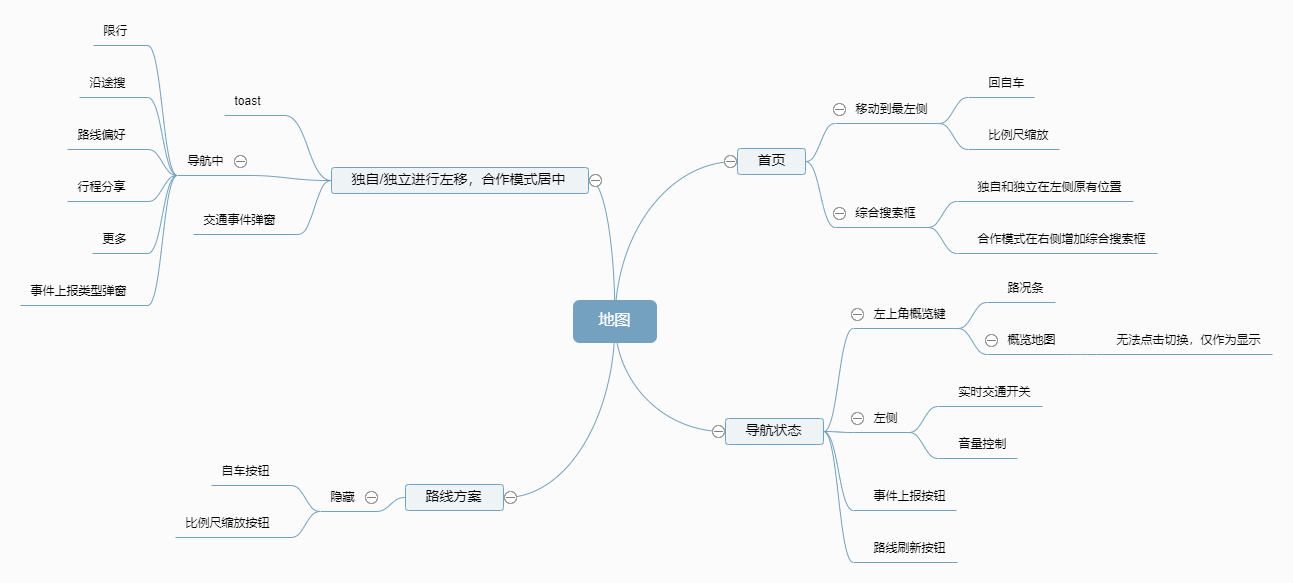 地图
首页
移动到最左侧
回自车
比例尺缩放
综合搜索框
独自和独立在左侧原有位置
合作模式在右侧增加综合搜索框
导航状态
左上角概览键
路况条
概览地图
无法点击切换，仅作为显示
左侧
实时交通开关
音量控制
事件上报按钮
路线刷新按钮
独自/独立进行左移，合作模式居中
toast
导航中
限行
沿途搜
路线偏好
行程分享
更多
事件上报类型弹窗
交通事件弹窗
路线方案
隐藏
自车按钮
比例尺缩放按钮